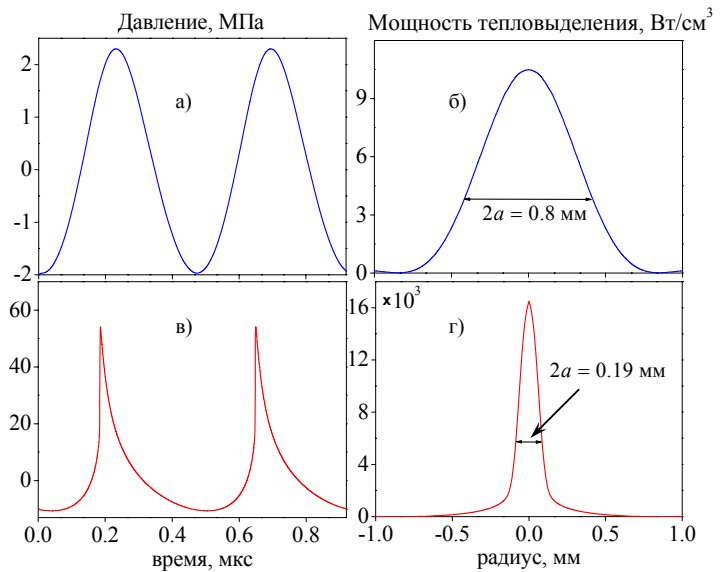 Давление, МПа
Мощность тепловыделения, Вт/см³
2
1
0
-1
-2
а)
9
6
3
0
б)
2a = 0.8 мм
60
40
20
0
в)
0.0 0.2 0.4 0.6 0.8
время, мкс
×10³
16
12
8
4
0
г)
2a = 0.19 мм
-1.0 -0.5 0.0 0.5 1.0
радиус, мм